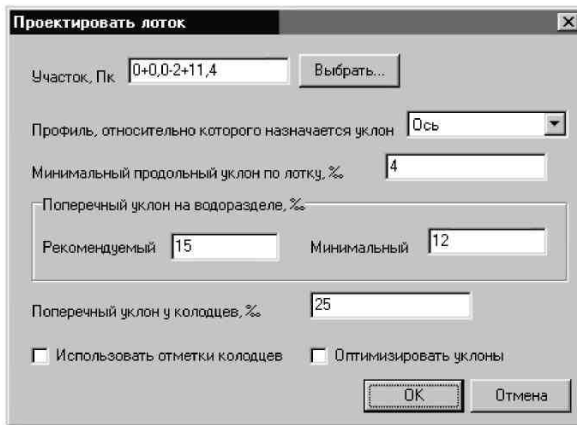 Проектировать лоток
Участок, Пк 0+0,0-2+11,4 Выбрать...
Профиль, относительно которого назначается уклон Ось
Минимальный продольный уклон по лотку, ‰ 4
Поперечный уклон на водоразделе, ‰
Рекомендуемый 15 Минимальный 12
Поперечный уклон у колодцев, ‰ 25
Использовать отметки колодцев Оптимизировать уклоны
OK Отмена